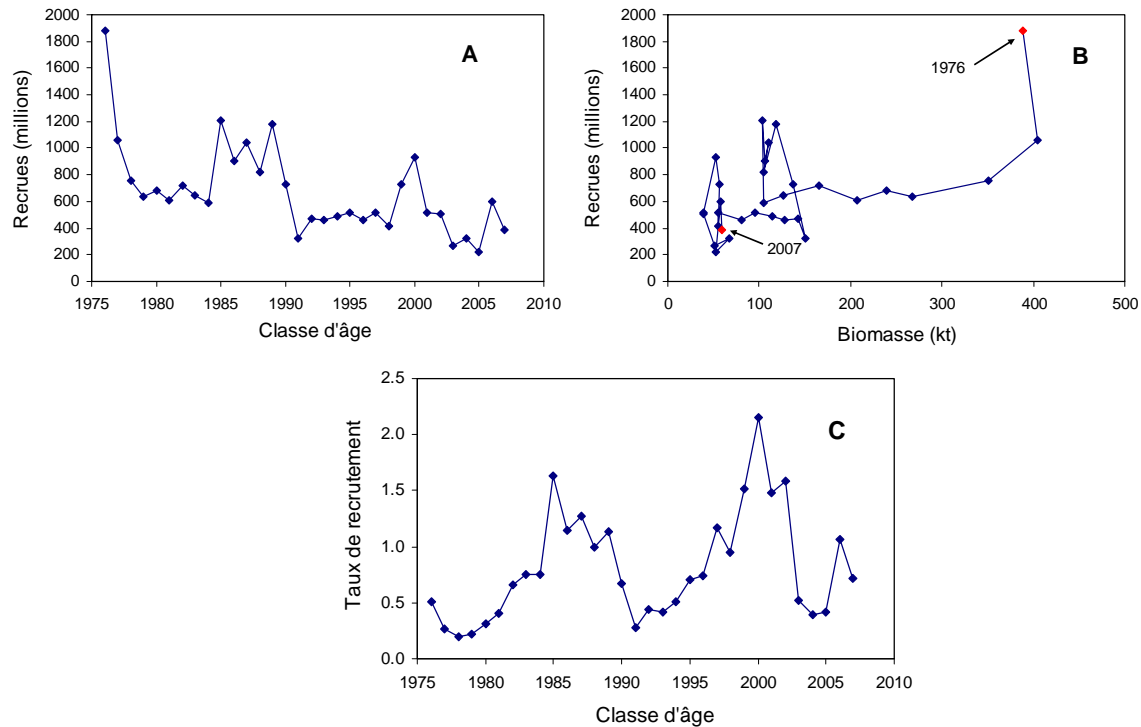 A
Recrues (millions)
2000
1800
1600
1400
1200
1000
800
600
400
200
0
1975 1980 1985 1990 1995 2000 2005 2010
Classe d'âge
B
Recrues (millions)
2000
1800
1600
1400
1200
1000
800
600
400
200
0
1976
2007
0 100 200 300 400 500
Biomasse (kt)
C
Taux de recrutement
2.5
2.0
1.5
1.0
0.5
0.0
1975 1980 1985 1990 1995 2000 2005 2010
Classe d'âge